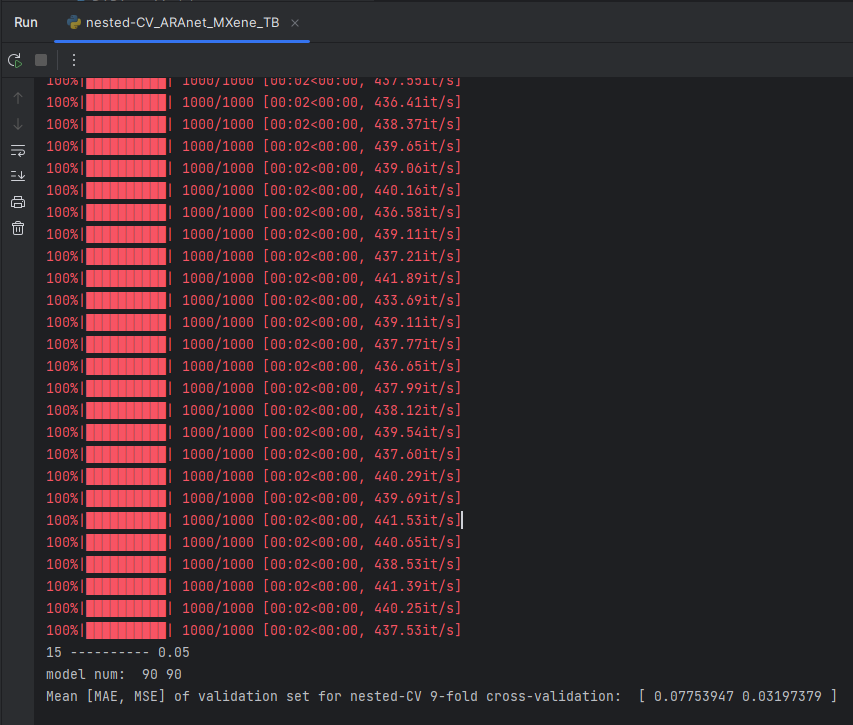 Run nested-CV_ARAnet_MXene_TB
100%|██████████| 1000/1000 [00:02<00:00, 437.55it/s]
100%|██████████| 1000/1000 [00:02<00:00, 436.41it/s]
100%|██████████| 1000/1000 [00:02<00:00, 438.37it/s]
100%|██████████| 1000/1000 [00:02<00:00, 439.65it/s]
100%|██████████| 1000/1000 [00:02<00:00, 439.06it/s]
100%|██████████| 1000/1000 [00:02<00:00, 440.16it/s]
100%|██████████| 1000/1000 [00:02<00:00, 436.58it/s]
100%|██████████| 1000/1000 [00:02<00:00, 439.11it/s]
100%|██████████| 1000/1000 [00:02<00:00, 437.21it/s]
100%|██████████| 1000/1000 [00:02<00:00, 441.89it/s]
100%|██████████| 1000/1000 [00:02<00:00, 433.69it/s]
100%|██████████| 1000/1000 [00:02<00:00, 439.11it/s]
100%|██████████| 1000/1000 [00:02<00:00, 437.77it/s]
100%|██████████| 1000/1000 [00:02<00:00, 436.65it/s]
100%|██████████| 1000/1000 [00:02<00:00, 437.99it/s]
100%|██████████| 1000/1000 [00:02<00:00, 438.12it/s]
100%|██████████| 1000/1000 [00:02<00:00, 439.54it/s]
100%|██████████| 1000/1000 [00:02<00:00, 437.60it/s]
100%|██████████| 1000/1000 [00:02<00:00, 440.29it/s]
100%|██████████| 1000/1000 [00:02<00:00, 439.69it/s]
100%|██████████| 1000/1000 [00:02<00:00, 441.53it/s]
100%|██████████| 1000/1000 [00:02<00:00, 440.65it/s]
100%|██████████| 1000/1000 [00:02<00:00, 438.53it/s]
100%|██████████| 1000/1000 [00:02<00:00, 441.39it/s]
100%|██████████| 1000/1000 [00:02<00:00, 440.25it/s]
100%|██████████| 1000/1000 [00:02<00:00, 437.53it/s]
15 ---------- 0.05
model num:  90 90
Mean [MAE, MSE] of validation set for nested-CV 9-fold cross-validation:  [ 0.07753947 0.03197379 ]